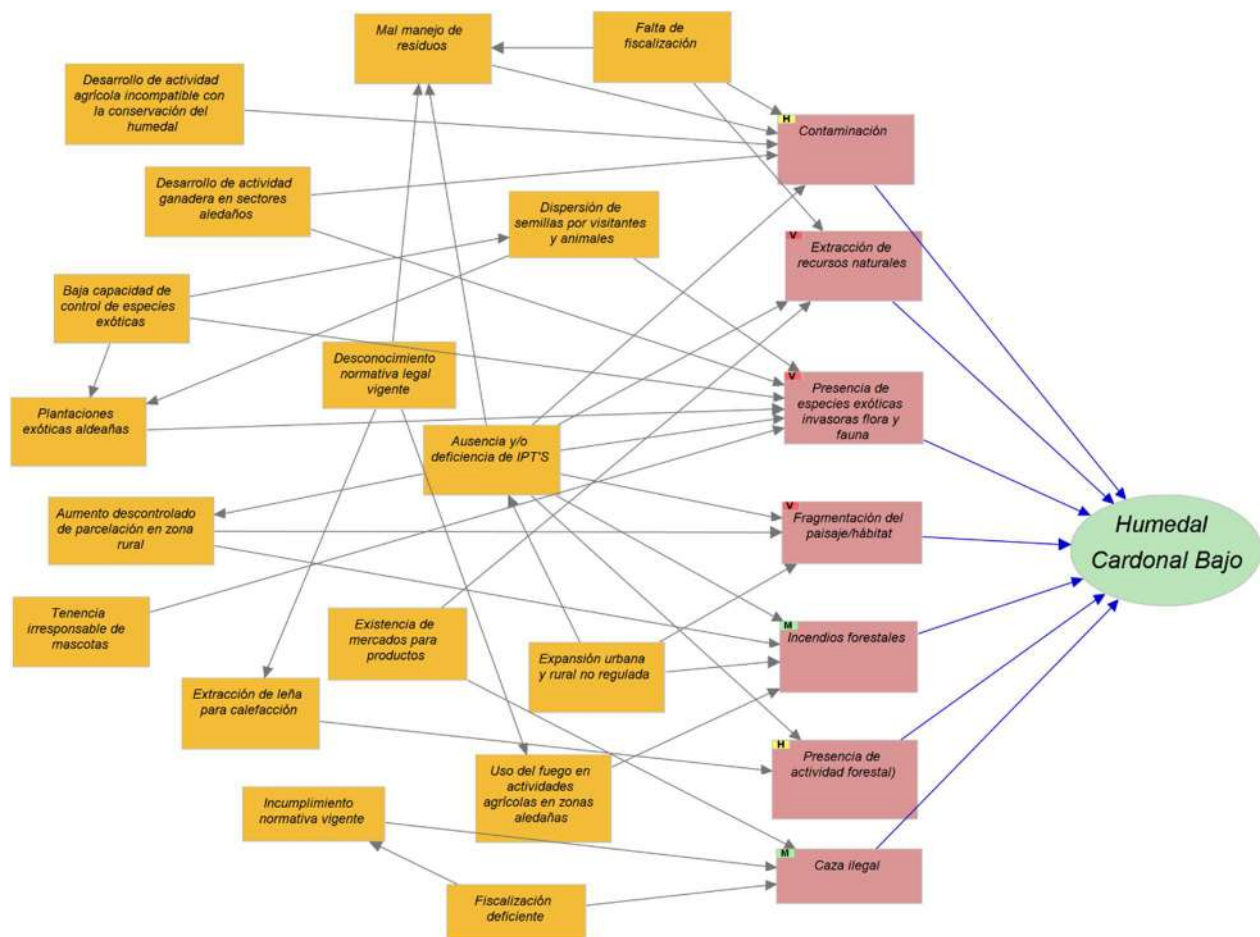 Mal manejo de
residuos
Falta de
fiscalización
Desarrollo de actividad
agrícola incompatible con
la conservación del
humedal
H
Contaminación
Desarrollo de actividad
ganadera en sectores
aledaños
Dispersión de
semillas por visitantes
y animales
V
Extracción de
recursos naturales
Baja capacidad de
control de especies
exóticas
Desconocimiento
normativa legal
vigente
V
Presencia de
especies exóticas
invasoras flora y
fauna
Plantaciones
exóticas aldeañas
Ausencia y/o
deficiencia de IPT'S
Aumento descontrolado
de parcelación en zona
rural
V
Fragmentación del
paisaje/hábitat
Humedal
Cardonal Bajo
Tenencia
irresponsable de
mascotas
Existencia de
mercados para
productos
Expansión urbana
y rural no regulada
M
Incendios forestales
Extracción de leña
para calefacción
H
Presencia de
actividad forestal)
Uso del fuego en
actividades
agrícolas en zonas
aledañas
Incumplimiento
normativa vigente
M
Caza ilegal
Fiscalización
deficiente